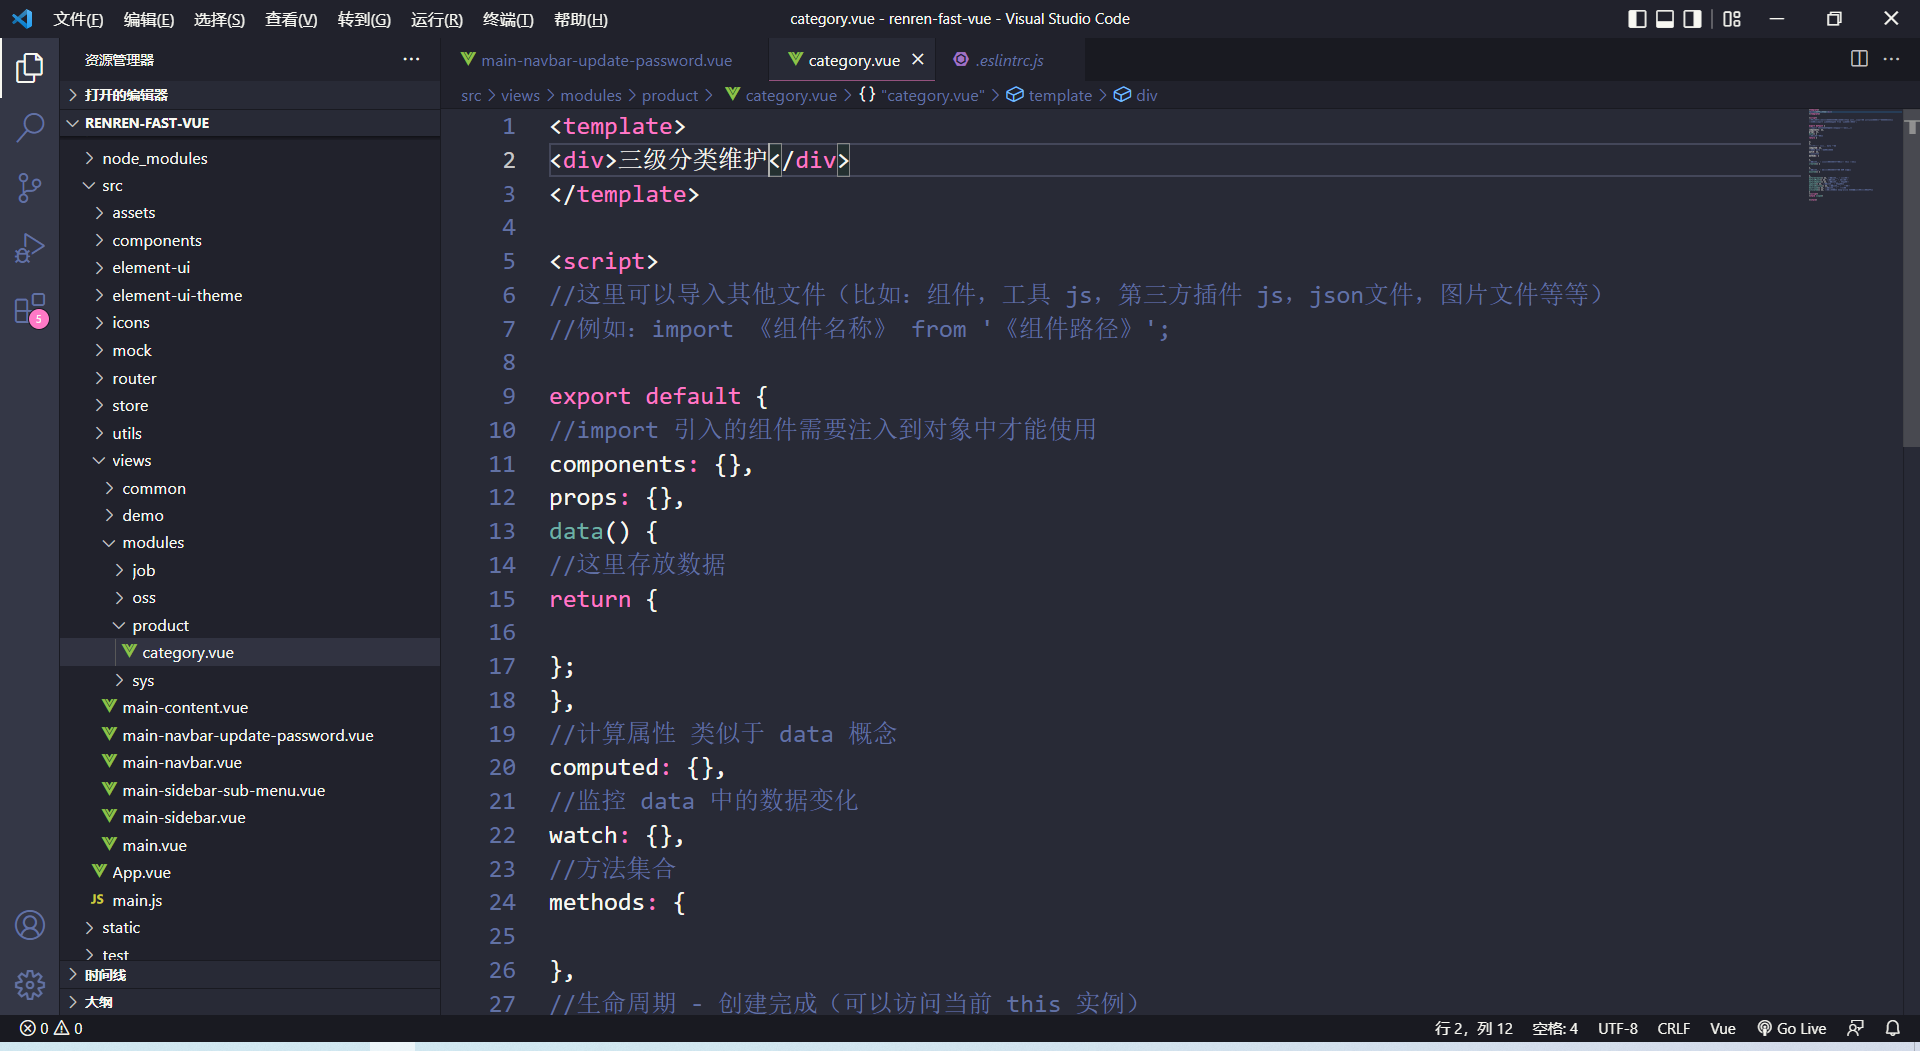 文件(F) 编辑(E) 选择(S) 查看(V) 转到(G) 运行(R) 终端(T) 帮助(H)
category.vue - renren-fast-vue - Visual Studio Code
资源管理器
打开的编辑器
RENREN-FAST-VUE
node_modules
src
assets
components
element-ui
element-ui-theme
icons
mock
router
store
utils
views
common
demo
modules
job
oss
product
category.vue
sys
main-content.vue
main-navbar-update-password.vue
main-navbar.vue
main-sidebar-sub-menu.vue
main-sidebar.vue
main.vue
App.vue
JS main.js
static
test
时间线
大纲
5
main-navbar-update-password.vue
category.vue
.eslintrc.js
src > views > modules > product > category.vue > {} "category.vue" > template > div
1 <template>
2 <div>三级分类维护</div>
3 </template>
4
5 <script>
6 //这里可以导入其他文件（比如：组件，工具 js，第三方插件 js，json文件，图片文件等等）
7 //例如：import 《组件名称》 from '《组件路径》';
8
9 export default {
10 //import 引入的组件需要注入到对象中才能使用
11 components: {},
12 props: {},
13 data() {
14 //这里存放数据
15 return {
16
17 };
18 },
19 //计算属性 类似于 data 概念
20 computed: {},
21 //监控 data 中的数据变化
22 watch: {},
23 //方法集合
24 methods: {
25
26 },
27 //生命周期 - 创建完成（可以访问当前 this 实例）
0 0
行 2，列 12 空格: 4 UTF-8 CRLF Vue Go Live